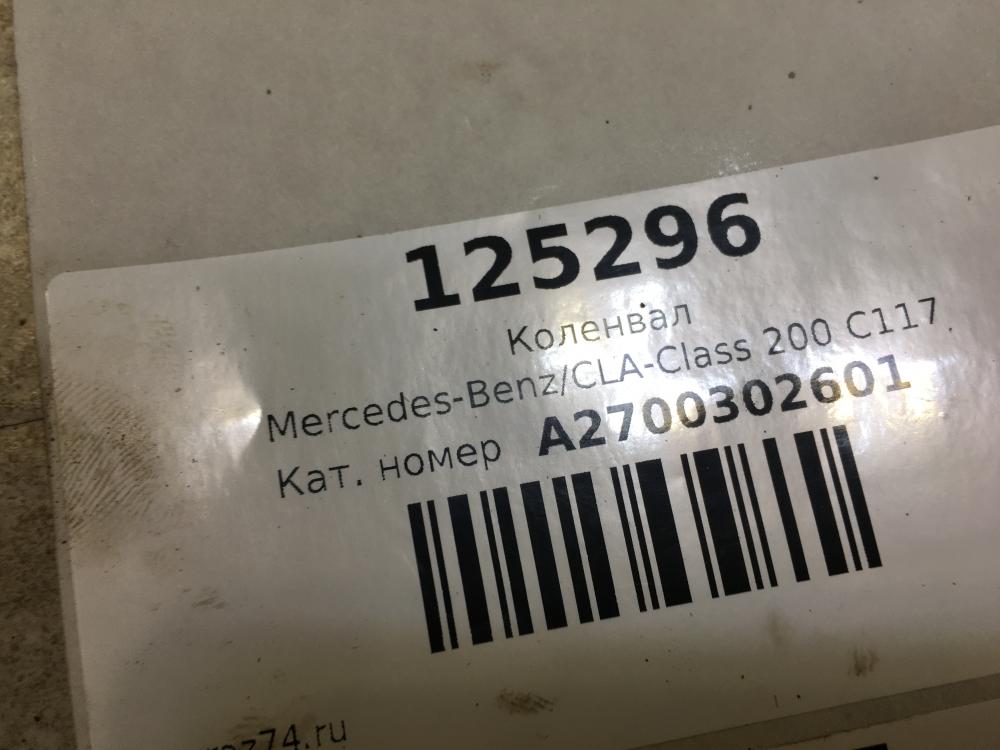 125296
Коленвал
Mercedes-Benz/CLA-Class 200 C117
Кат. номер A2700302601